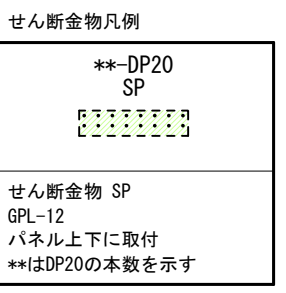 せん断金物凡例
**-DP20
SP
せん断金物 SP
GPL-12
パネル上下に取付
**はDP20の本数を示す